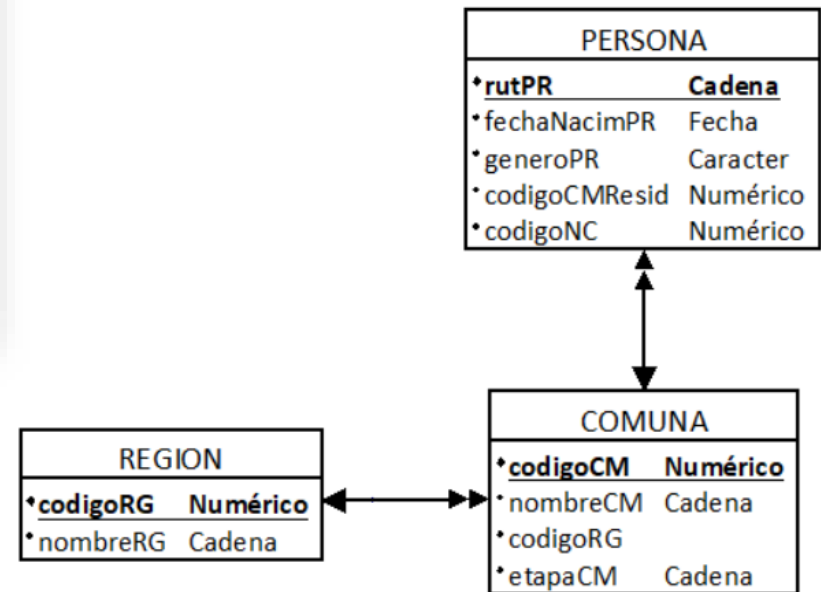 PERSONA
rutPR Cadena
fechaNacimPR Fecha
generoPR Caracter
codigoCMResid Numérico
codigoNC Numérico
REGION
codigoRG Numérico
nombreRG Cadena
COMUNA
codigoCM Numérico
nombreCM Cadena
codigoRG
etapaCM Cadena